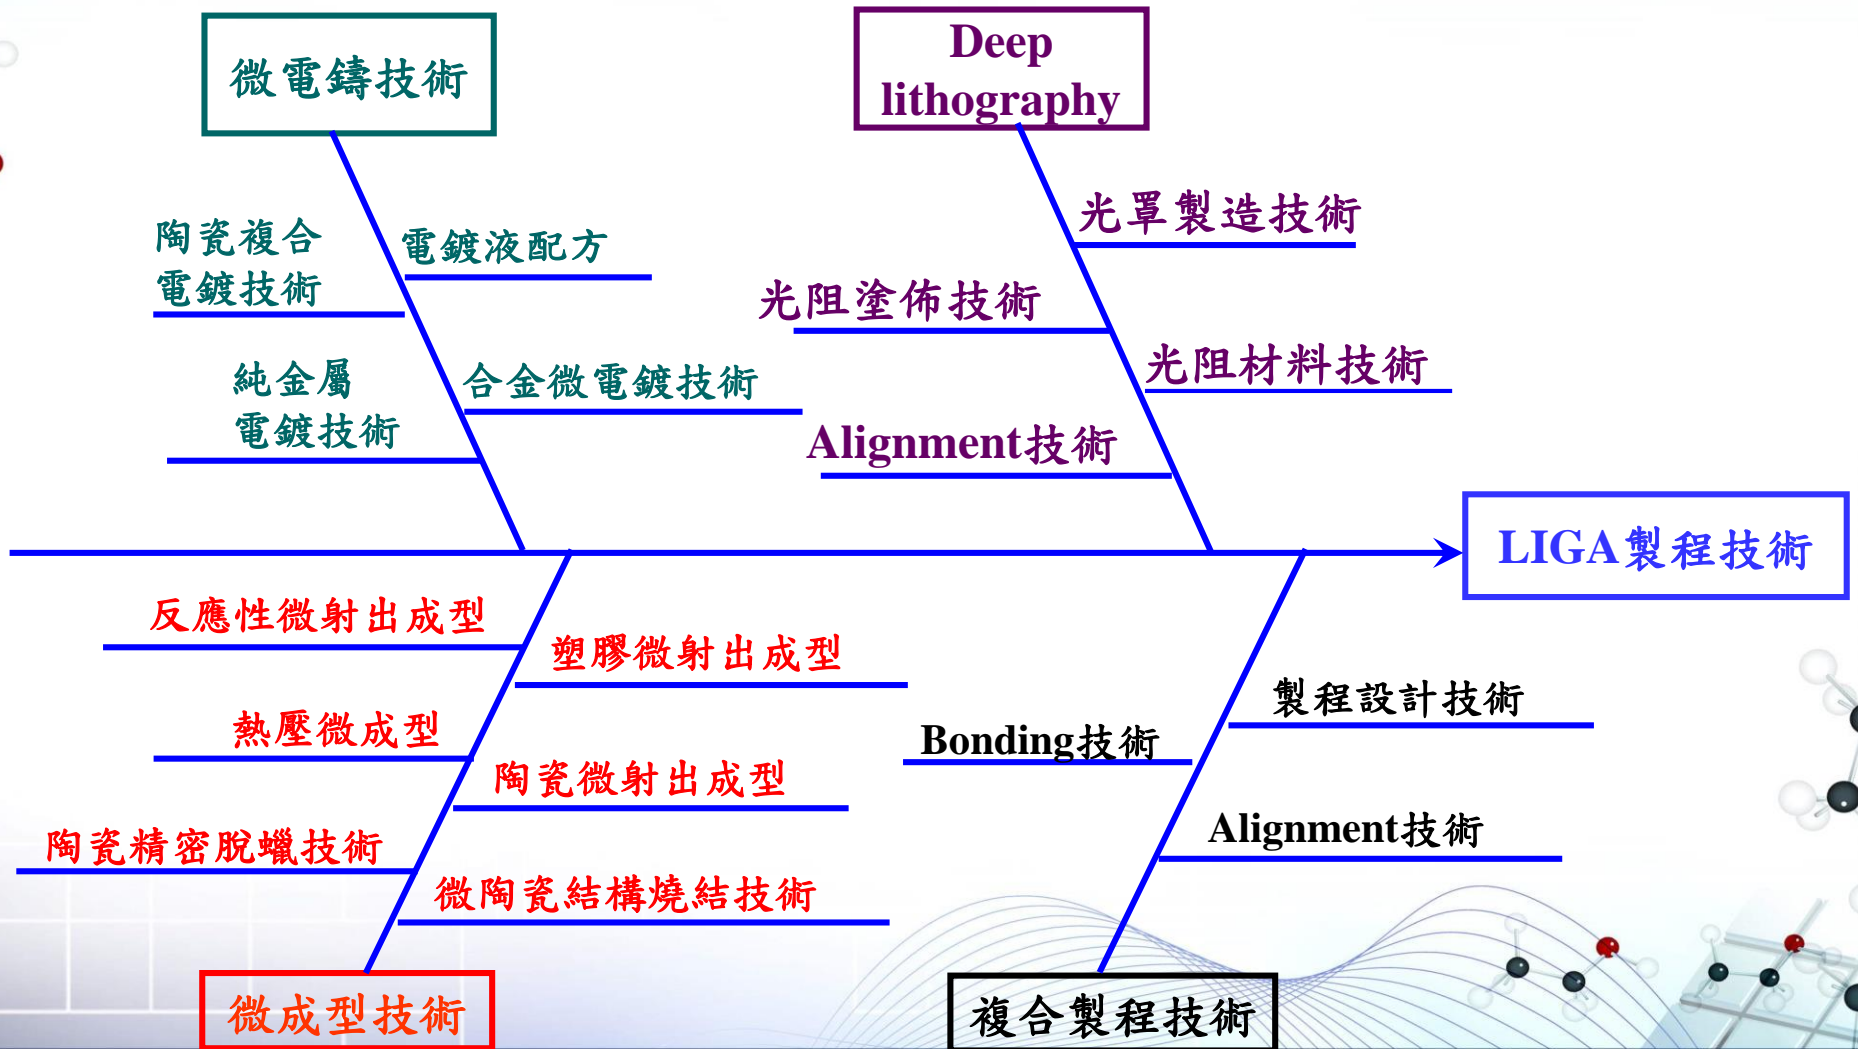 微電鑄技術
Deep
lithography
陶瓷複合
電鍍技術
電鍍液配方
純金屬
電鍍技術
合金微電鍍技術
光罩製造技術
光阻塗佈技術
光阻材料技術
Alignment技術
LIGA製程技術
反應性微射出成型
塑膠微射出成型
熱壓微成型
陶瓷微射出成型
陶瓷精密脫蠟技術
微陶瓷結構燒結技術
製程設計技術
Bonding技術
Alignment技術
微成型技術
複合製程技術